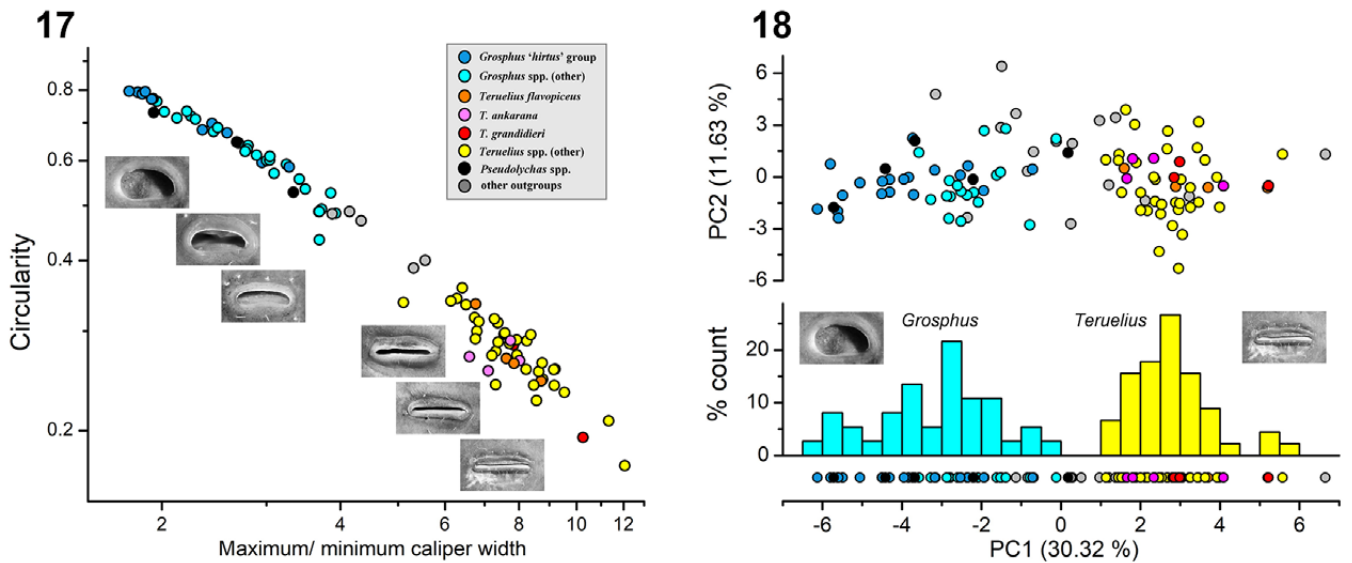 17
0.8
0.6
0.4
0.2
Circularity
2
4
6
8
10
12
Maximum/ minimum caliper width
Grosphus ‘hirtus’ group
Grosphus spp. (other)
Teruelius flavopiceus
T. ankarana
T. grandidieri
Teruelius spp. (other)
Pseudolychas spp.
other outgroups
18
6
3
0
-3
-6
PC2 (11.63 %)
Grosphus
Teruelius
20
10
0
% count
-6
-4
-2
0
2
4
6
PC1 (30.32 %)